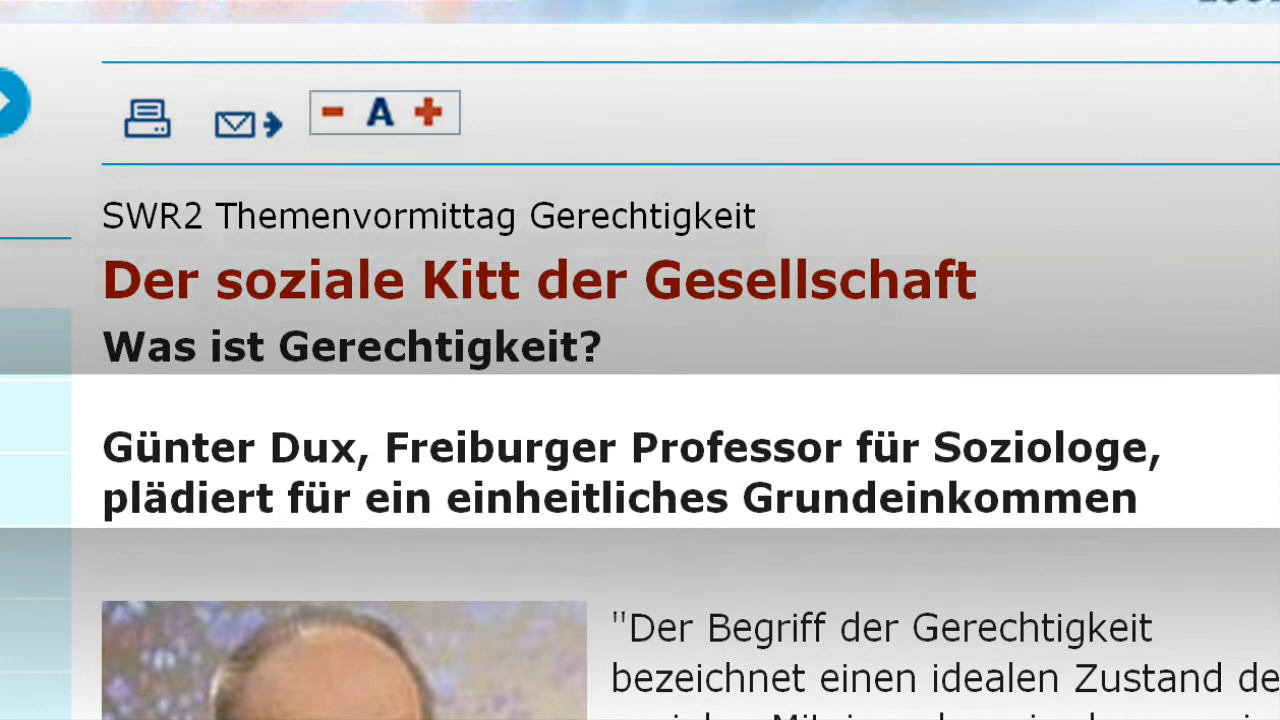 - A +
SWR2 Themenvormittag Gerechtigkeit
Der soziale Kitt der Gesellschaft
Was ist Gerechtigkeit?
Günter Dux, Freiburger Professor für Soziologe,
plädiert für ein einheitliches Grundeinkommen
"Der Begriff der Gerechtigkeit
bezeichnet einen idealen Zustand de